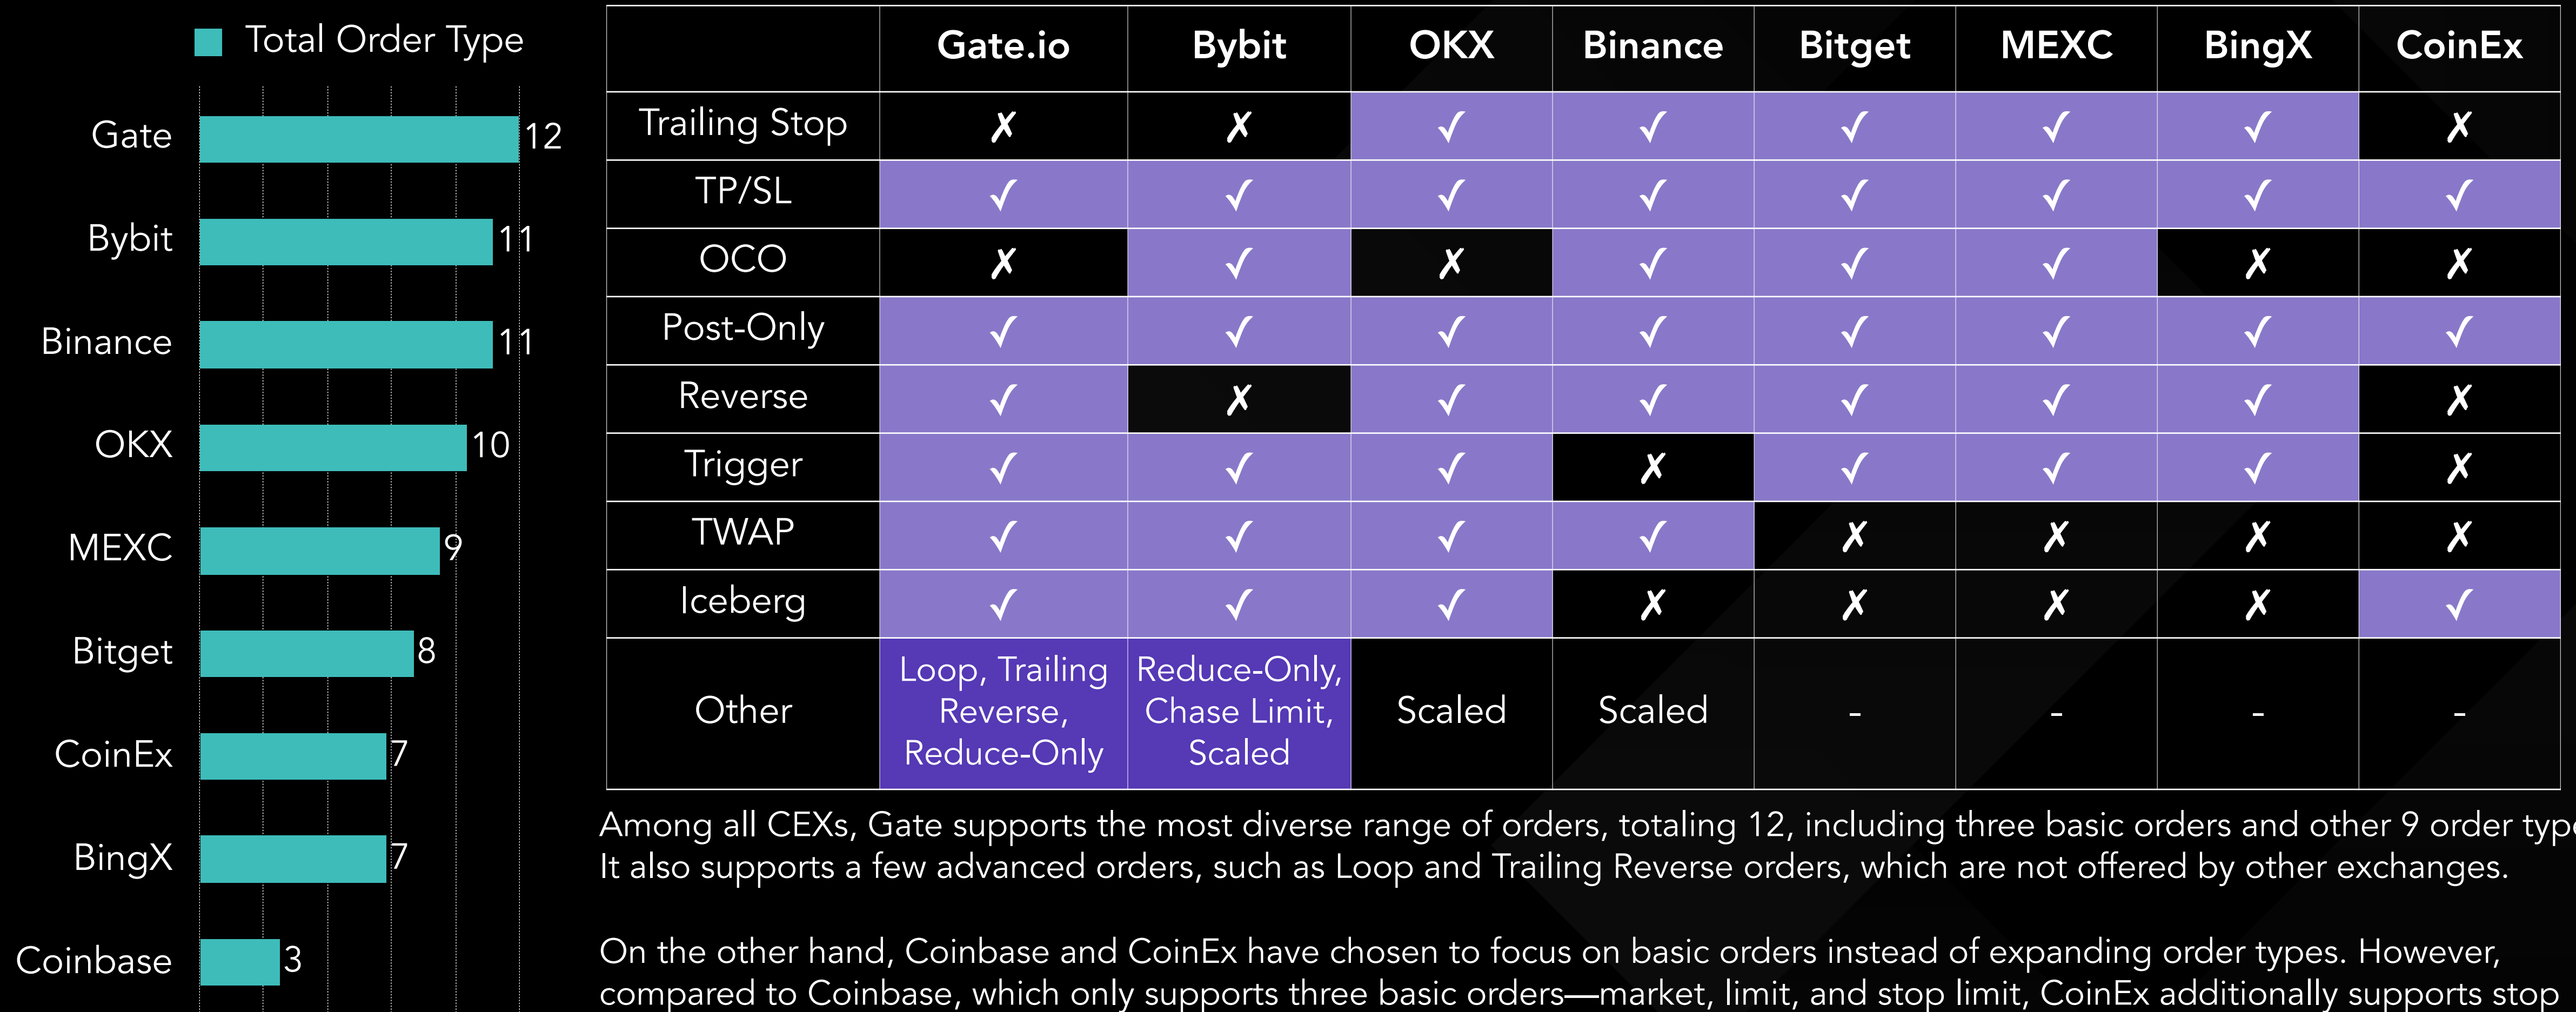 Total Order Type
Gate 12
Bybit 11
Binance 11
OKX 10
MEXC 9
Bitget 8
CoinEx 7
BingX 7
Coinbase 3
Gate.io Bybit OKX Binance Bitget MEXC BingX CoinEx
Trailing Stop ✗ ✗ ✓ ✓ ✓ ✓ ✓ ✗
TP/SL ✓ ✓ ✓ ✓ ✓ ✓ ✓ ✓
OCO ✗ ✓ ✗ ✓ ✓ ✓ ✗ ✗
Post-Only ✓ ✓ ✓ ✓ ✓ ✓ ✓ ✓
Reverse ✓ ✗ ✓ ✓ ✓ ✓ ✓ ✗
Trigger ✓ ✓ ✓ ✗ ✓ ✓ ✓ ✗
TWAP ✓ ✓ ✓ ✓ ✗ ✗ ✗ ✗
Iceberg ✓ ✓ ✓ ✗ ✗ ✗ ✗ ✓
Other
Loop, Trailing
Reverse,
Reduce-Only
Reduce-Only,
Chase Limit,
Scaled
Scaled Scaled - - - -
Among all CEXs, Gate supports the most diverse range of orders, totaling 12, including three basic orders and other 9 order
It also supports a few advanced orders, such as Loop and Trailing Reverse orders, which are not offered by other exchanges.
On the other hand, Coinbase and CoinEx have chosen to focus on basic orders instead of expanding order types. However,
compared to Coinbase, which only supports three basic orders—market, limit, and stop limit, CoinEx additionally supports stop